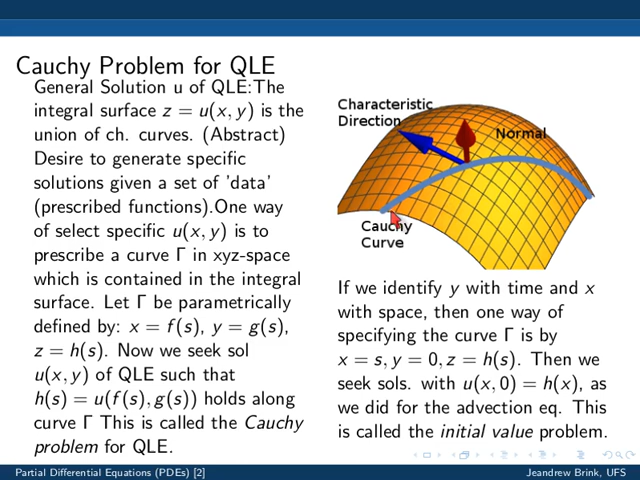 Cauchy Problem for QLE
General Solution u of QLE:The
integral surface z = u(x, y) is the
union of ch. curves. (Abstract)
Desire to generate specific
solutions given a set of 'data'
(prescribed functions).One way
of select specific u(x, y) is to
prescribe a curve Γ in xyz-space
which is contained in the integral
surface. Let Γ be parametrically
defined by: x = f(s), y = g(s),
z = h(s). Now we seek sol
u(x, y) of QLE such that
h(s) = u(f(s), g(s)) holds along
curve Γ This is called the Cauchy
problem for QLE.
Characteristic
Direction
Normal
Cauchy
Curve
If we identify y with time and x
with space, then one way of
specifying the curve Γ is by
x = s, y = 0, z = h(s). Then we
seek sols. with u(x, 0) = h(x), as
we did for the advection eq. This
is called the initial value problem.
Partial Differential Equations (PDEs) [2]
Jeandrew Brink, UFS